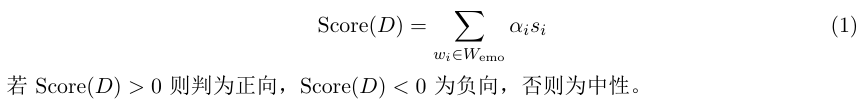 Score(D) = ∑_{w_i∈W_emo} α_i s_i (1)
若 Score(D) > 0 则判为正向，Score(D) < 0 为负向，否则为中性。